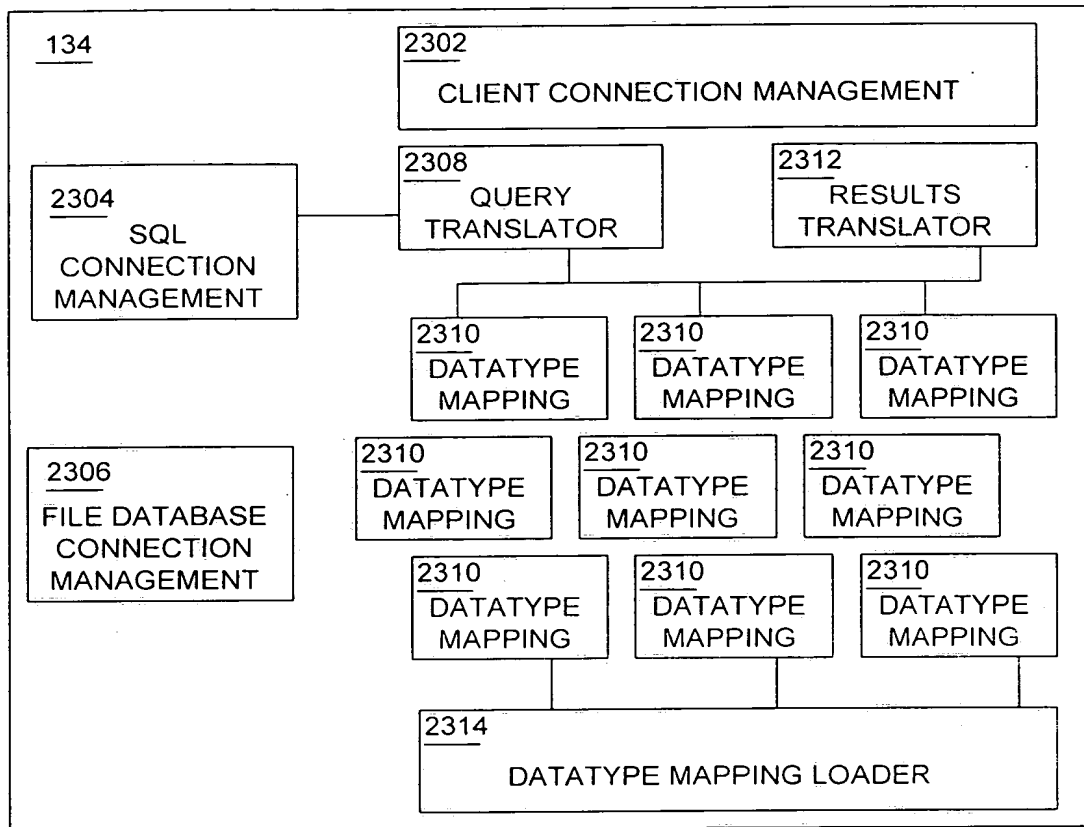 134
2302
CLIENT CONNECTION MANAGEMENT
2304
SQL
CONNECTION
MANAGEMENT
2308
QUERY
TRANSLATOR
2312
RESULTS
TRANSLATOR
2310
DATATYPE
MAPPING
2310
DATATYPE
MAPPING
2310
DATATYPE
MAPPING
2306
FILE DATABASE
CONNECTION
MANAGEMENT
2310
DATATYPE
MAPPING
2310
DATATYPE
MAPPING
2310
DATATYPE
MAPPING
2310
DATATYPE
MAPPING
2310
DATATYPE
MAPPING
2310
DATATYPE
MAPPING
2314
DATATYPE MAPPING LOADER